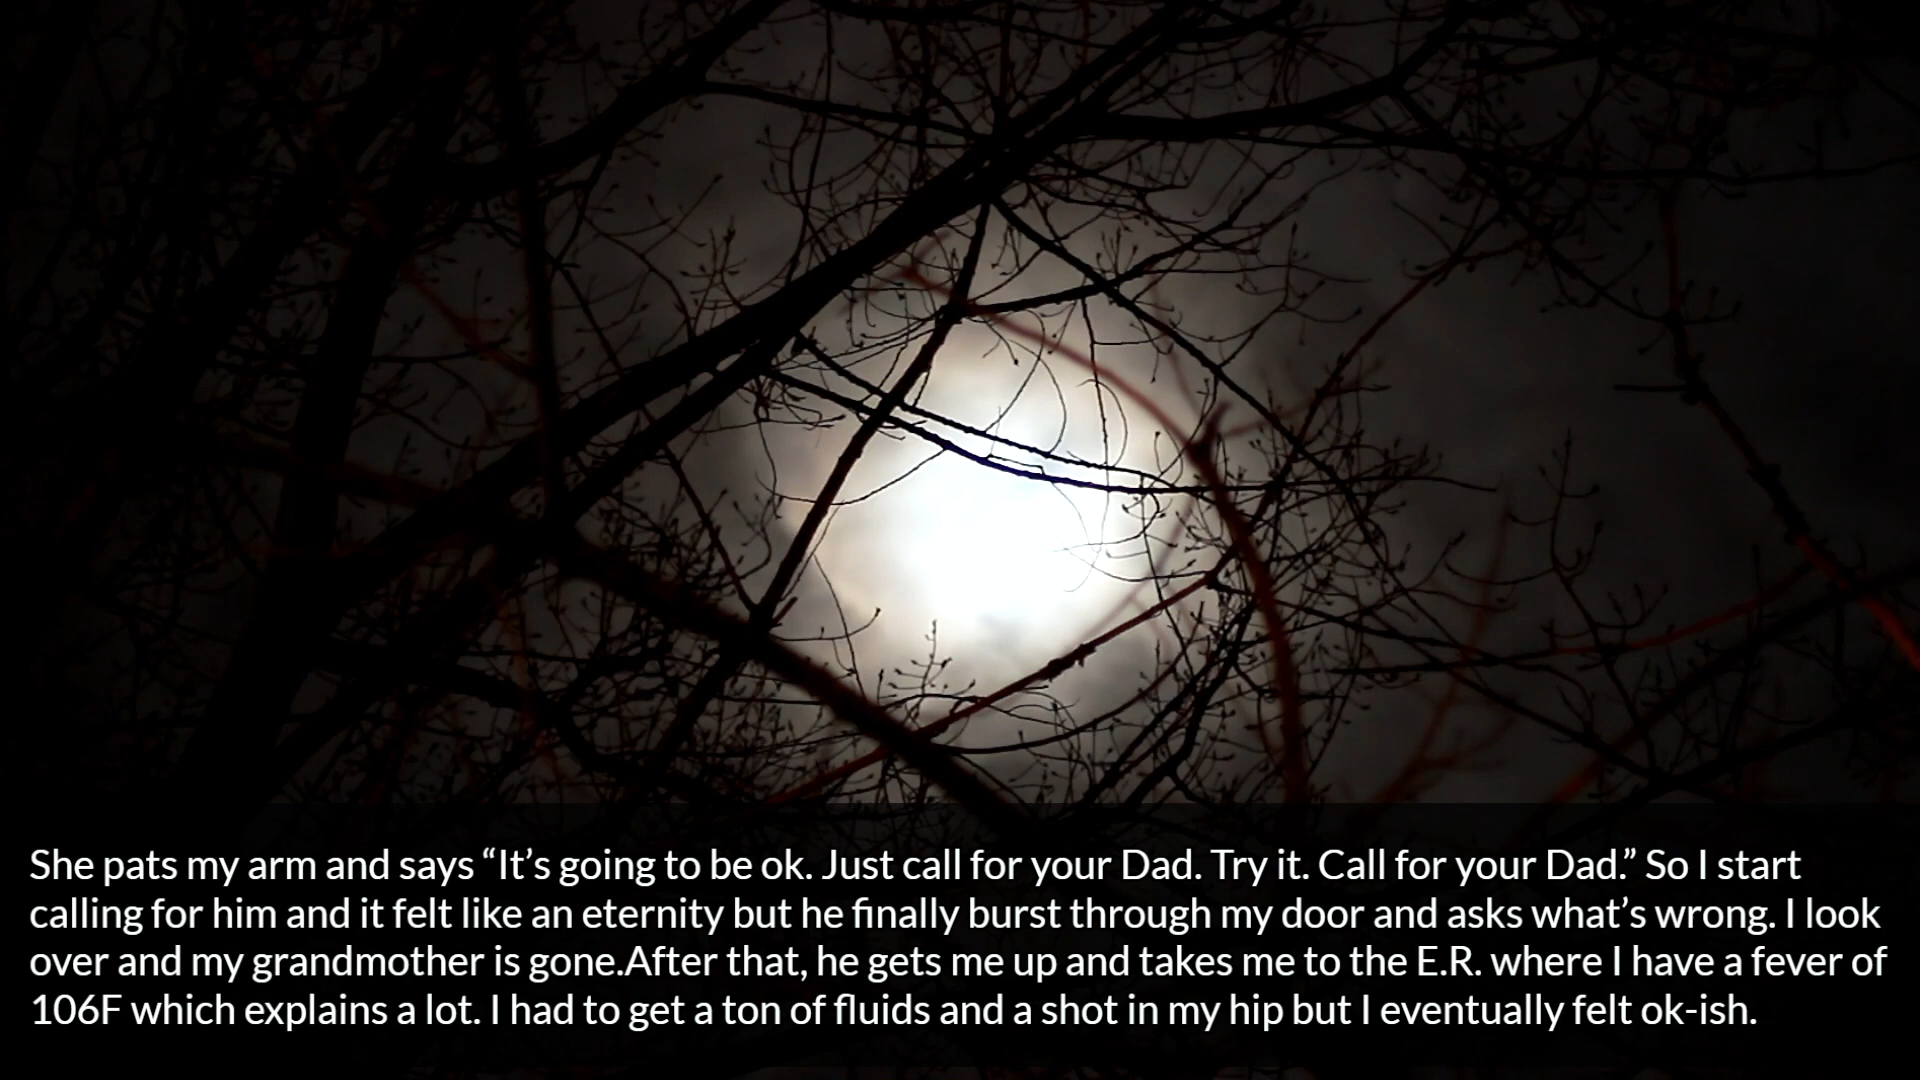 She pats my arm and says “It’s going to be ok. Just call for your Dad. Try it. Call for your Dad.” So I start
calling for him and it felt like an eternity but he finally burst through my door and asks what’s wrong. I look
over and my grandmother is gone.After that, he gets me up and takes me to the E.R. where I have a fever of
106F which explains a lot. I had to get a ton of fluids and a shot in my hip but I eventually felt ok-ish.